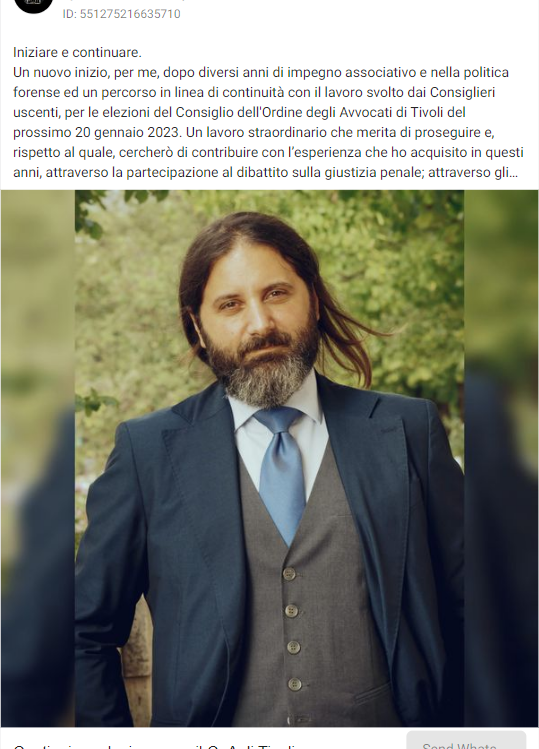 ID: 551275216635710
Iniziare e continuare.
Un nuovo inizio, per me, dopo diversi anni di impegno associativo e nella politica
forense ed un percorso in linea di continuità con il lavoro svolto dai Consiglieri
uscenti, per le elezioni del Consiglio dell'Ordine degli Avvocati di Tivoli del
prossimo 20 gennaio 2023. Un lavoro straordinario che merita di proseguire e,
rispetto al quale, cercherò di contribuire con l'esperienza che ho acquisito in questi
anni, attraverso la partecipazione al dibattito sulla giustizia penale; attraverso gli...
Send Whats